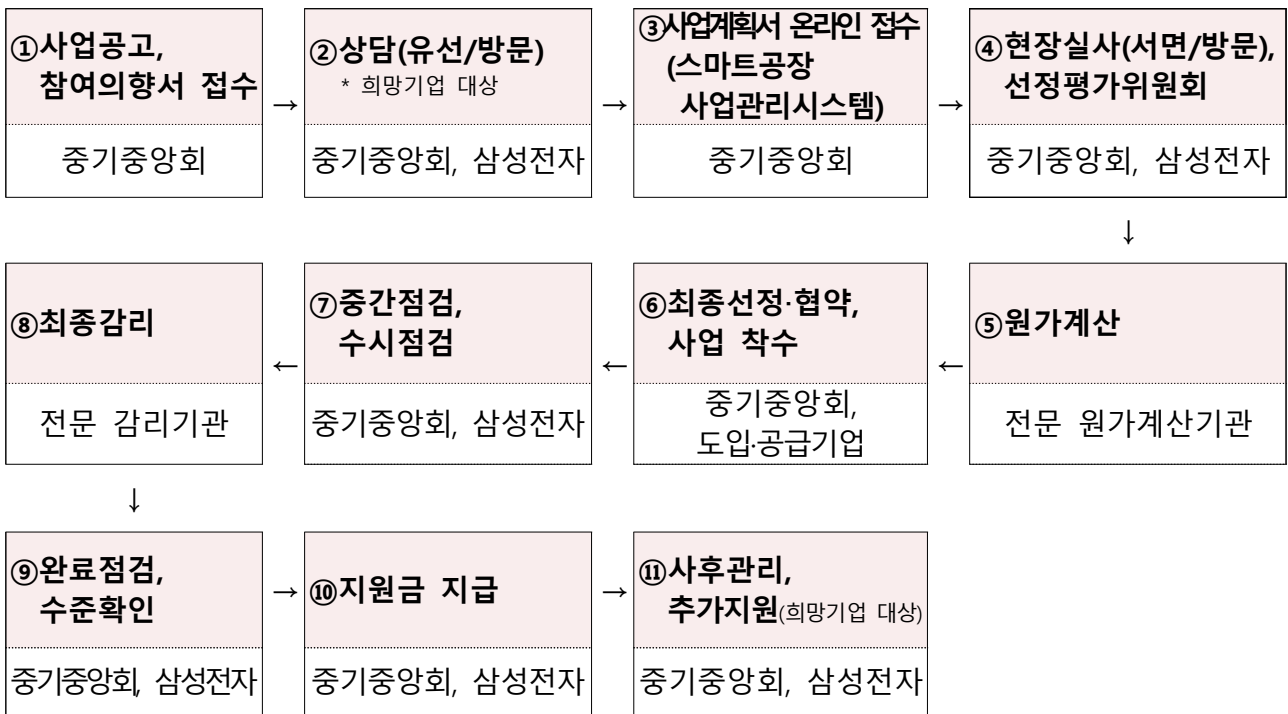 ①사업공고,
참여의향서 접수
중기중앙회
→
②상담(유선/방문)
* 희망기업 대상
중기중앙회, 삼성전자
→
③사업계획서 온라인 접수
(스마트공장
사업관리시스템)
중기중앙회
→
④현장실사(서면/방문),
선정평가위원회
중기중앙회, 삼성전자
↓
⑤원가계산
전문 원가계산기관
←
⑥최종선정·협약,
사업 착수
중기중앙회,
도입·공급기업
←
⑦중간점검,
수시점검
중기중앙회, 삼성전자
←
⑧최종감리
전문 감리기관
↓
⑨완료점검,
수준확인
중기중앙회, 삼성전자
→
⑩지원금 지급
중기중앙회, 삼성전자
→
⑪사후관리,
추가지원(희망기업 대상)
중기중앙회, 삼성전자